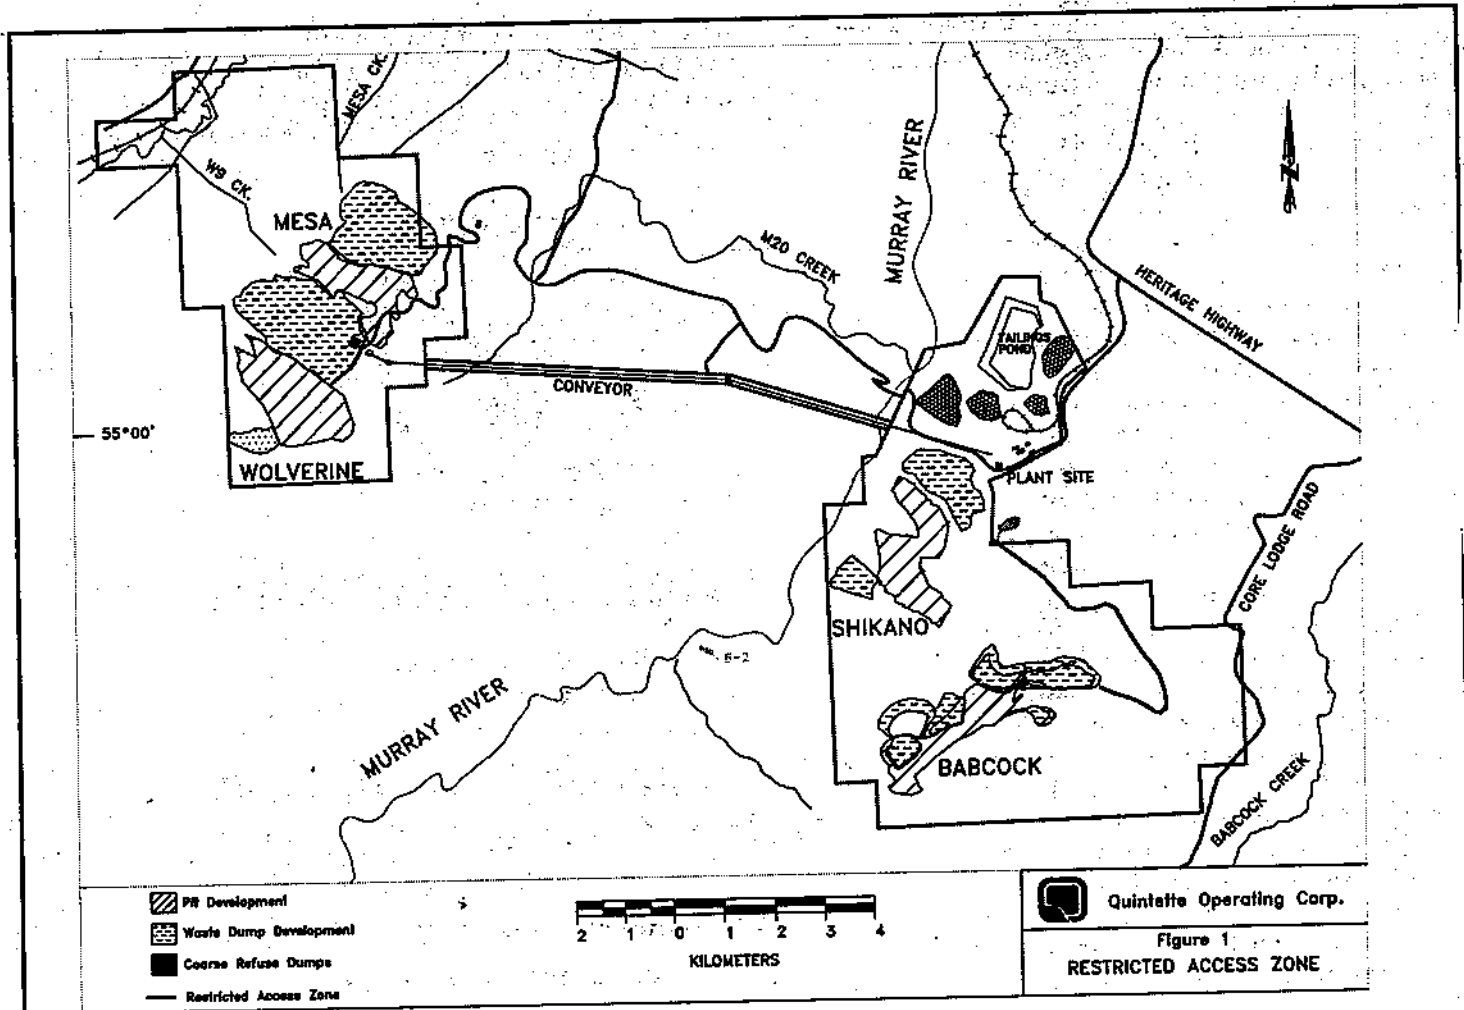 MESA CK.
W9 CK.
MESA
MURRAY RIVER
M20 CREEK
N
HERITAGE HIGHWAY
TAILINGS
POND
CONVEYOR
55°00'
WOLVERINE
PLANT SITE
CORE LODGE ROAD
SHIKANO
MURRAY RIVER
BABCOCK
BABCOCK CREEK
Pit Development
Waste Dump Development
Coarse Refuse Dumps
Restricted Access Zone
2 1 0 1 2 3 4
KILOMETERS
Quintette Operating Corp.
Figure 1
RESTRICTED ACCESS ZONE